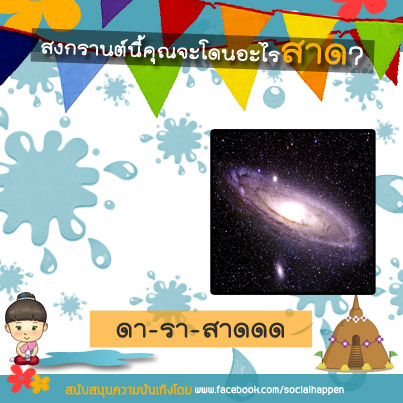 สงกรานต์นี้คุณจะโดนอะไรสาด?
ดา-รา-สาดดด
สนับสนุนความบันเทิงโดย www.facebook.com/socialhappen